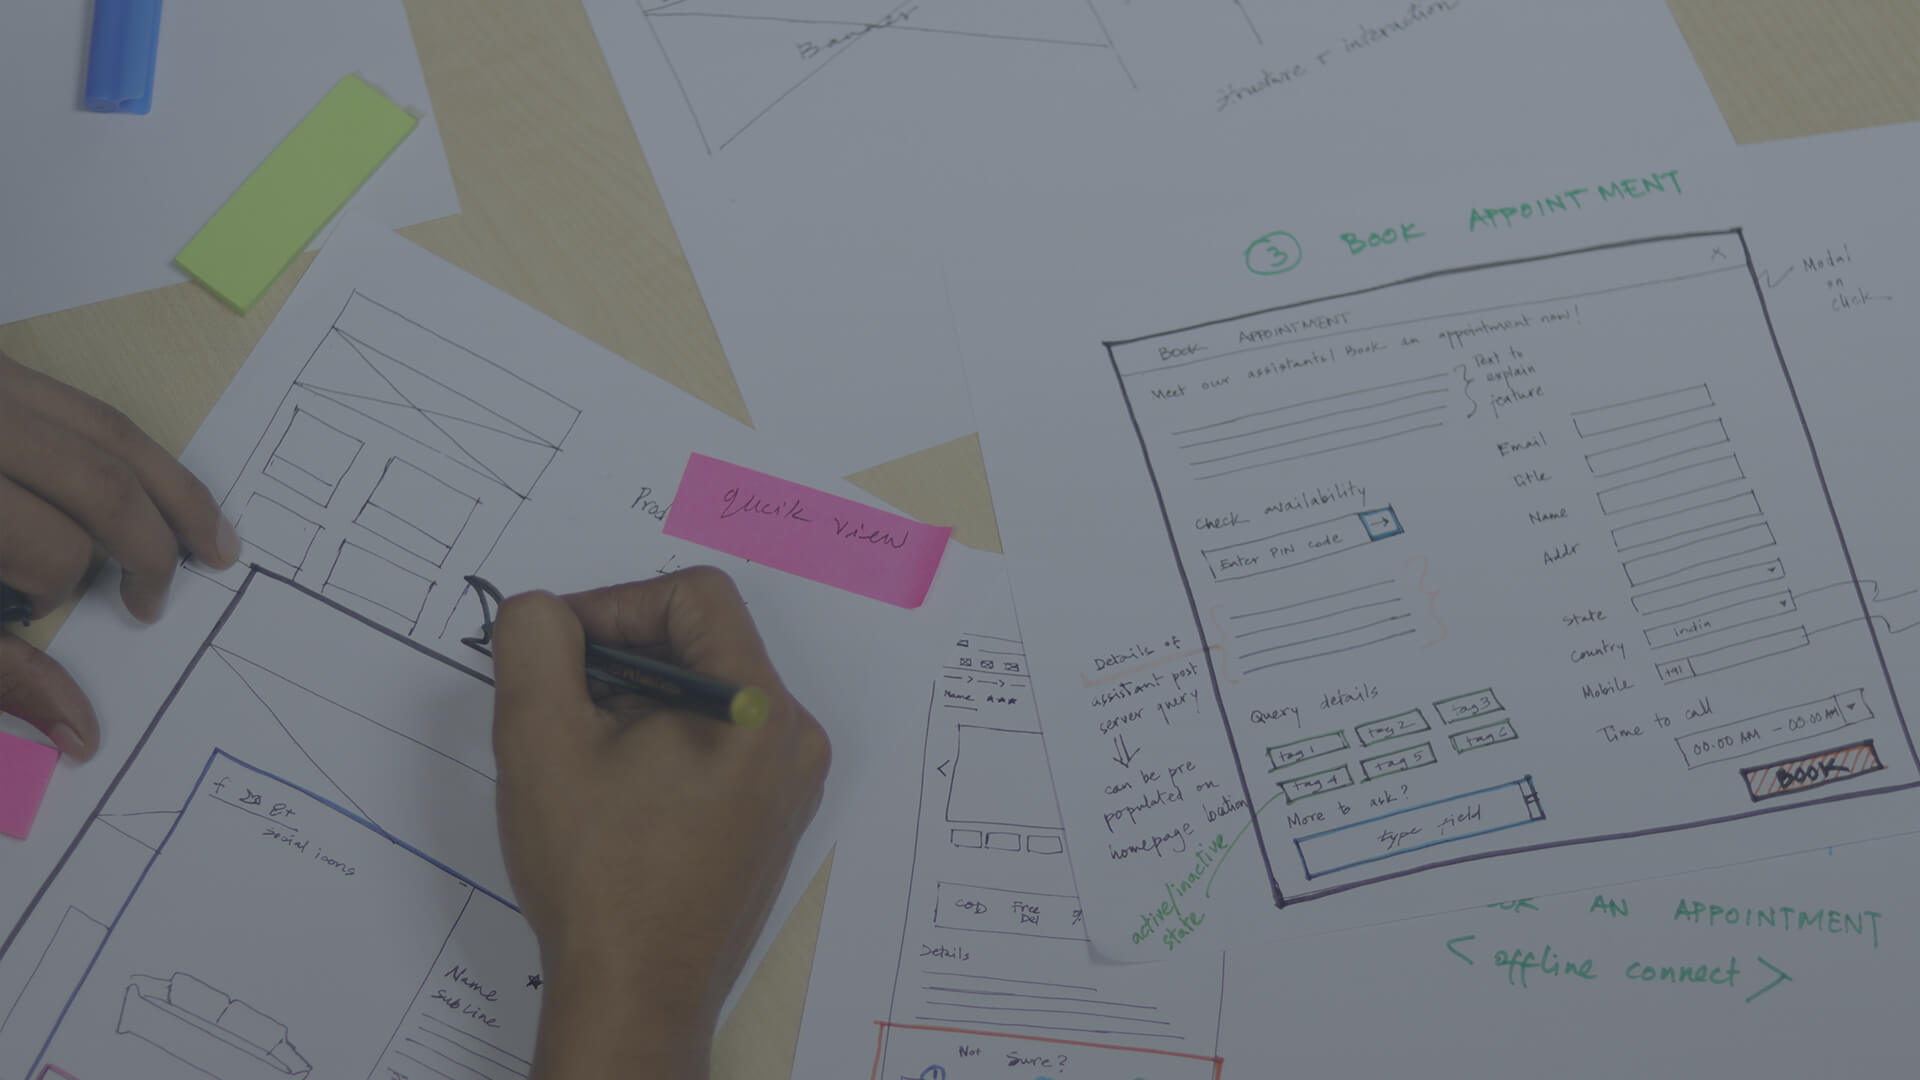 Banner
structure + interaction
3 BOOK APPOINTMENT
Modal
on
click
X
BOOK APPOINTMENT
Meet our assistants! Book an appointment now!
Text to
explain
feature
Check availability
Enter PIN code
Email
Title
Name
Addr
State
Country
India
Mobile
+91
Time to call
00:00 AM - 00:00 AM
BOOK
Details of
assistant post
server query
can be pre
populated on
homepage location
Query details
tag 1
tag 2
tag 3
tag 4
tag 5
tag 6
More to ask?
type field
active/inactive
state
AN APPOINTMENT
< offline connect >
Prod
qucik view
Name
COD
Free
Del
%
Details
Not Sure?
f
g+
social icons
Name
Subline